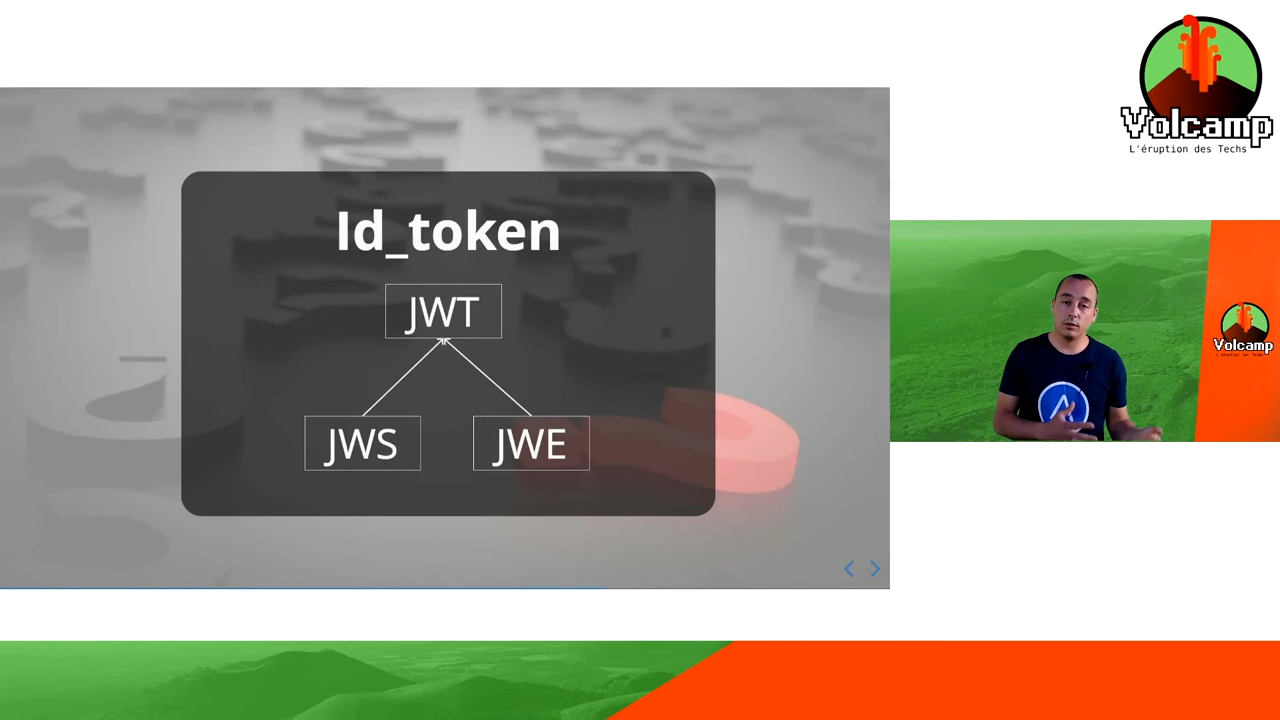 Volcamp
L'éruption des Techs
Id_token
JWT
JWS
JWE
Volcamp